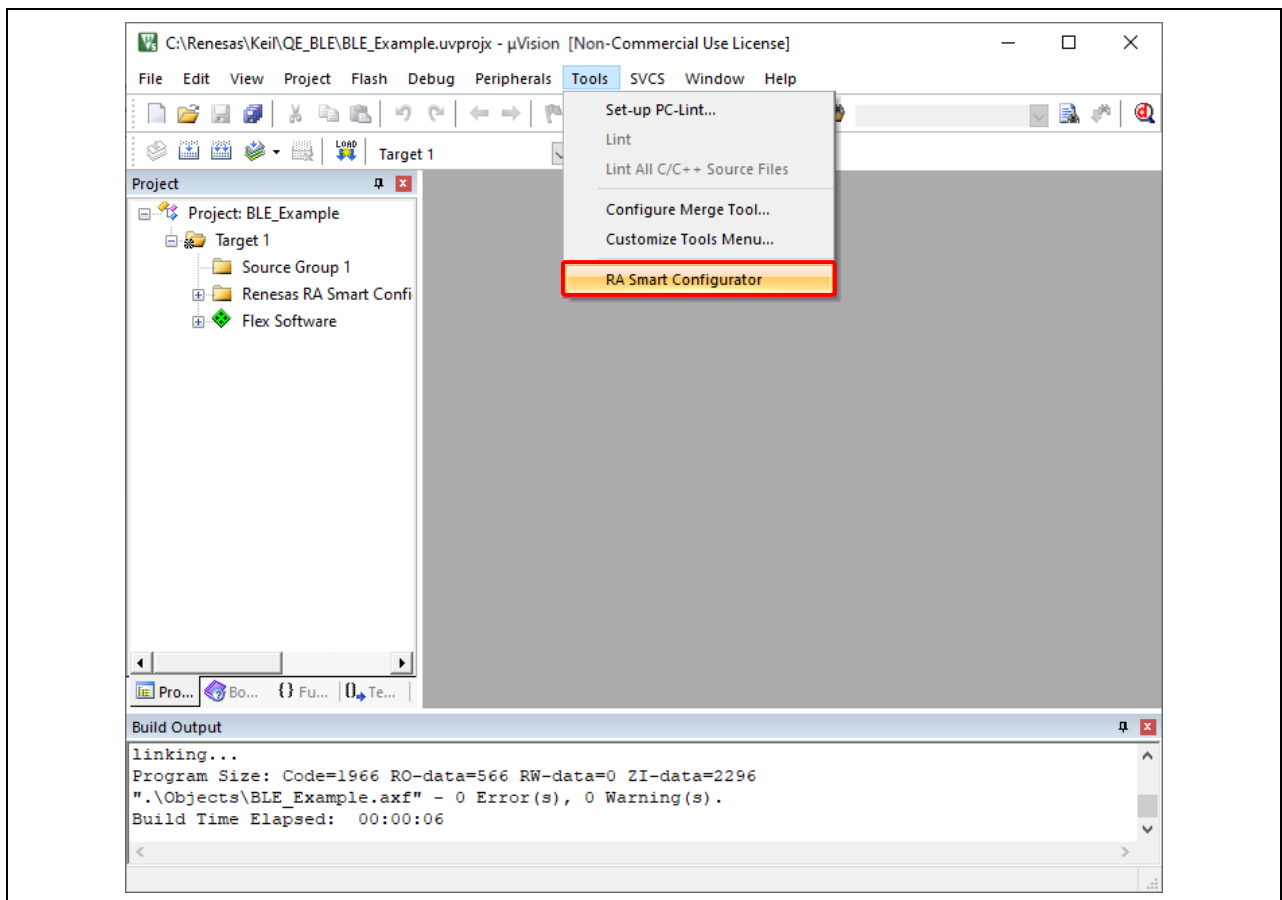 C:\Renesas\Keil\QE_BLE\BLE_Example.uvprojx - µVision [Non-Commercial Use License]
File Edit View Project Flash Debug Peripherals Tools SVCS Window Help
Set-up PC-Lint...
Lint
Lint All C/C++ Source Files
Configure Merge Tool...
Customize Tools Menu...
RA Smart Configurator
LOAD
Target 1
Project
Project: BLE_Example
Target 1
Source Group 1
Renesas RA Smart Confi
Flex Software
Pro... Bo... {} Fu... 0 Te...
Build Output
linking...
Program Size: Code=1966 RO-data=566 RW-data=0 ZI-data=2296
".\Objects\BLE_Example.axf" - 0 Error(s), 0 Warning(s).
Build Time Elapsed: 00:00:06